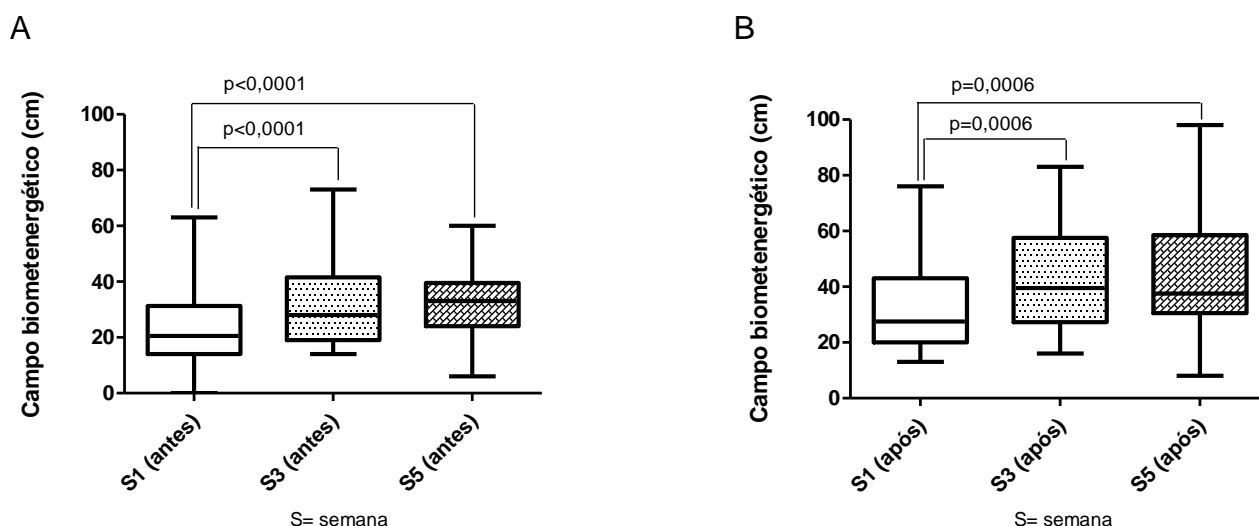 A
p<0,0001
p<0,0001
Campo biometenergético (cm)
100
80
60
40
20
0
S1 (antes)
S3 (antes)
S5 (antes)
S= semana
B
p=0,0006
p=0,0006
Campo biometenergético (cm)
100
80
60
40
20
0
S1 (após)
S3 (após)
S5 (após)
S= semana